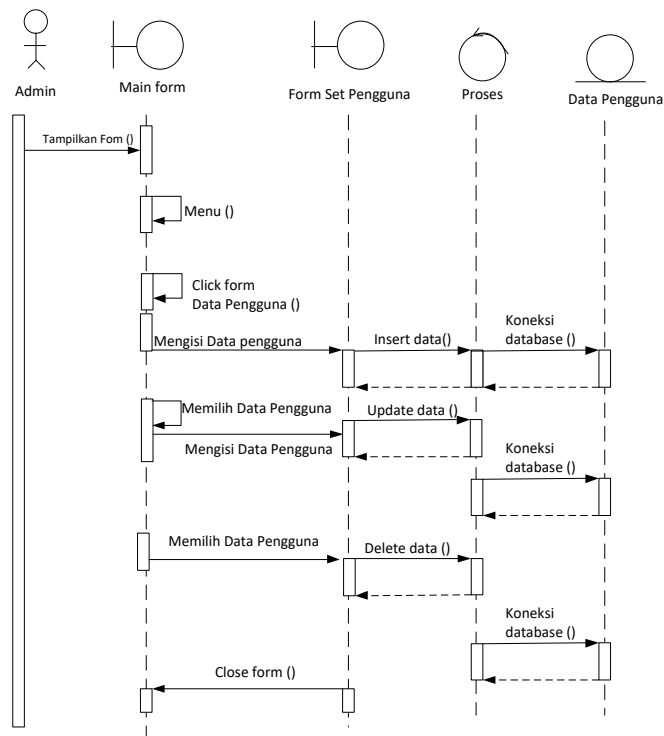 Admin
Main form
Form Set Pengguna
Proses
Data Pengguna
Tampilkan Fom ()
Menu ()
Click form
Data Pengguna ()
Mengisi Data pengguna
Insert data()
Koneksi
database ()
Memilih Data Pengguna
Update data ()
Mengisi Data Pengguna
Koneksi
database ()
Memilih Data Pengguna
Delete data ()
Koneksi
database ()
Close form ()